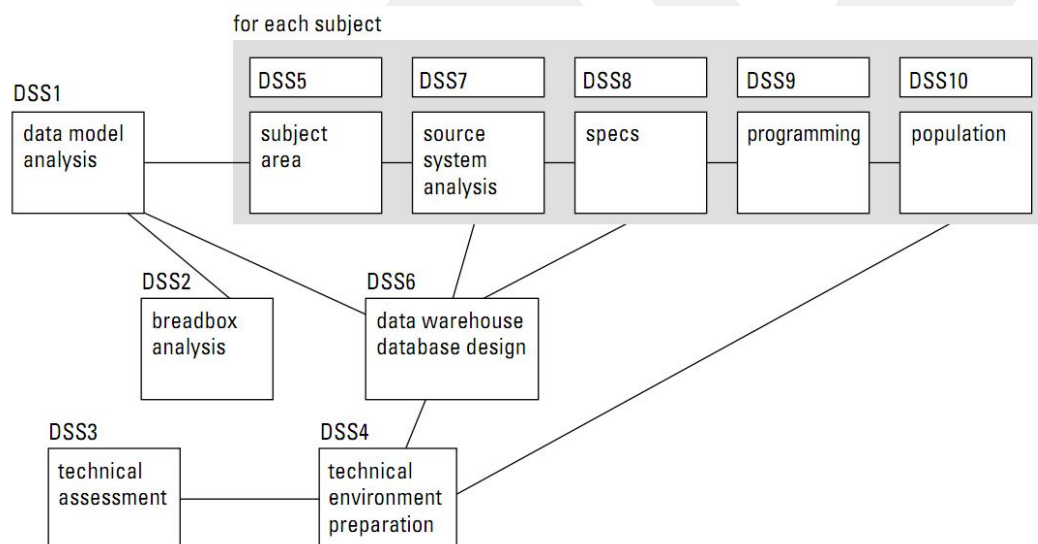 for each subject
DSS1
DSS5
DSS7
DSS8
DSS9
DSS10
data model
analysis
subject
area
source
system
analysis
specs
programming
population
DSS2
breadbox
analysis
DSS6
data warehouse
database design
DSS3
technical
assessment
DSS4
technical
environment
preparation